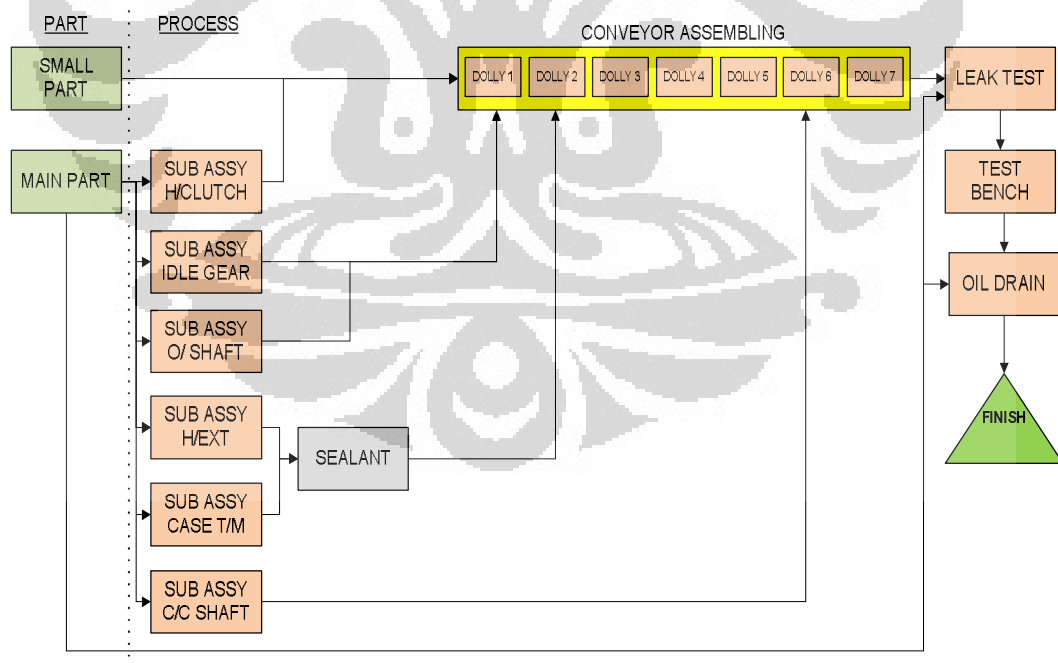 PART
PROCESS
CONVEYOR ASSEMBLING
SMALL
PART
DOLLY 1
DOLLY 2
DOLLY 3
DOLLY 4
DOLLY 5
DOLLY 6
DOLLY 7
LEAK TEST
MAIN PART
SUB ASSY
H/CLUTCH
TEST
BENCH
SUB ASSY
IDLE GEAR
OIL DRAIN
SUB ASSY
O/ SHAFT
SUB ASSY
H/EXT
FINISH
SEALANT
SUB ASSY
CASE T/M
SUB ASSY
C/C SHAFT